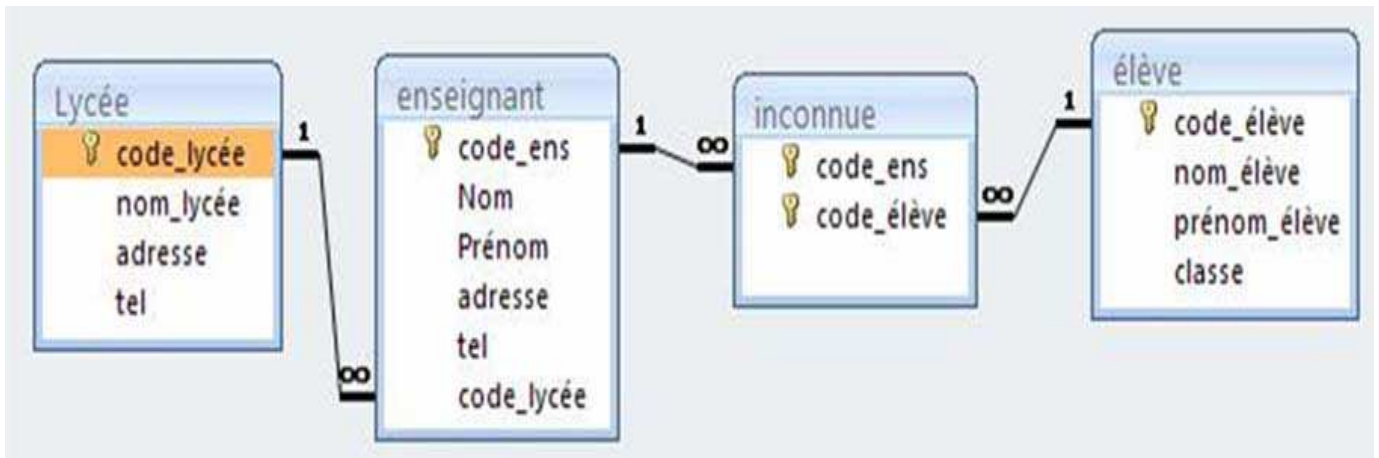 Lycée
code_lycée
nom_lycée
adresse
tel
1
∞
enseignant
code_ens
Nom
Prénom
adresse
tel
code_lycée
1
∞
inconnue
code_ens
code_élève
∞
1
élève
code_élève
nom_élève
prénom_élève
classe